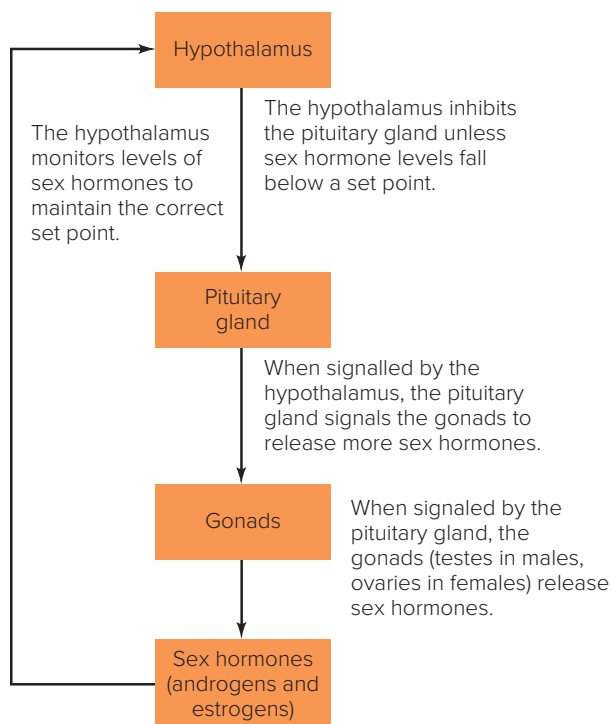 Hypothalamus
The hypothalamus
monitors levels of
sex hormones to
maintain the correct
set point.
The hypothalamus inhibits
the pituitary gland unless
sex hormone levels fall
below a set point.
Pituitary
gland
When signalled by the
hypothalamus, the pituitary
gland signals the gonads to
release more sex hormones.
Gonads
When signaled by the
pituitary gland, the
gonads (testes in males,
ovaries in females) release
sex hormones.
Sex hormones
(androgens and
estrogens)